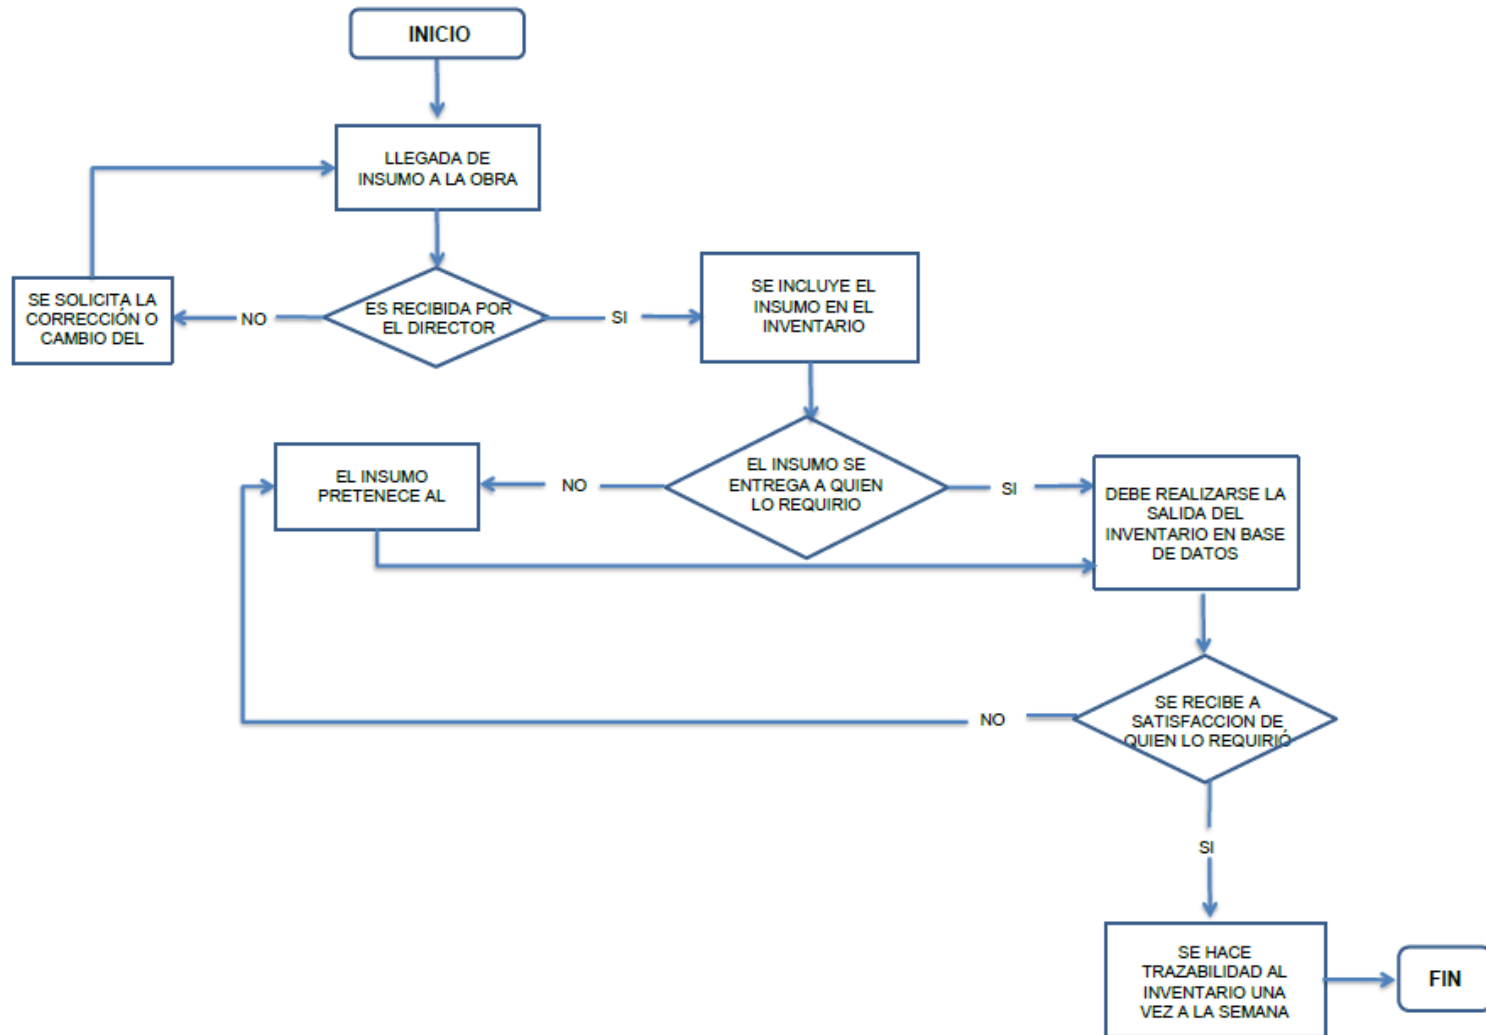 INICIO
LLEGADA DE
INSUMO A LA OBRA
SE SOLICITA LA
CORRECCIÓN O
CAMBIO DEL
NO
ES RECIBIDA POR
EL DIRECTOR
SI
SE INCLUYE EL
INSUMO EN EL
INVENTARIO
EL INSUMO
PRETENECE AL
NO
EL INSUMO SE
ENTREGA A QUIEN
LO REQUIRIO
SI
DEBE REALIZARSE LA
SALIDA DEL
INVENTARIO EN BASE
DE DATOS
NO
SE RECIBE A
SATISFACCION DE
QUIEN LO REQUIRIÓ
SI
SE HACE
TRAZABILIDAD AL
INVENTARIO UNA
VEZ A LA SEMANA
FIN